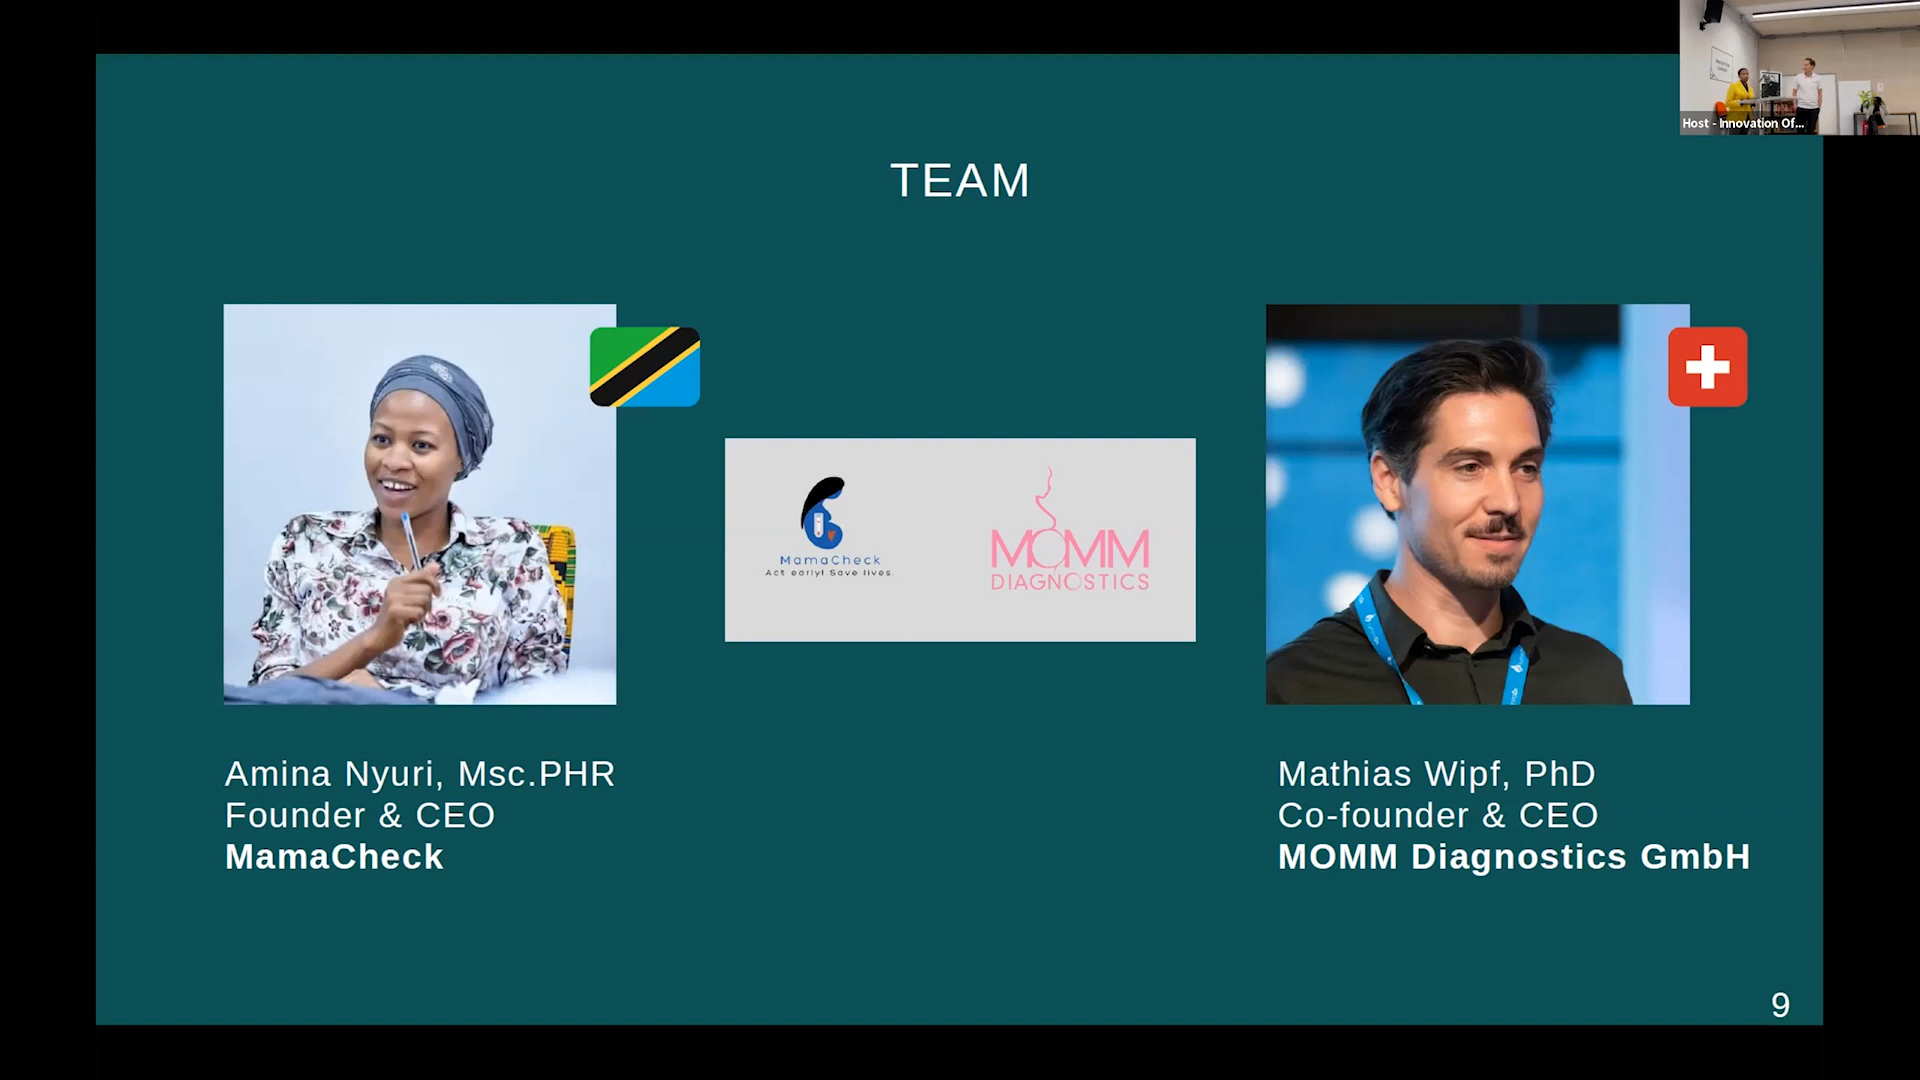 Host - Innovation Of...
TEAM
MamaCheck
Act early! Save lives.
MOMM
DIAGNOSTICS
Amina Nyuri, Msc.PHR
Founder & CEO
MamaCheck
Mathias Wipf, PhD
Co-founder & CEO
MOMM Diagnostics GmbH
9